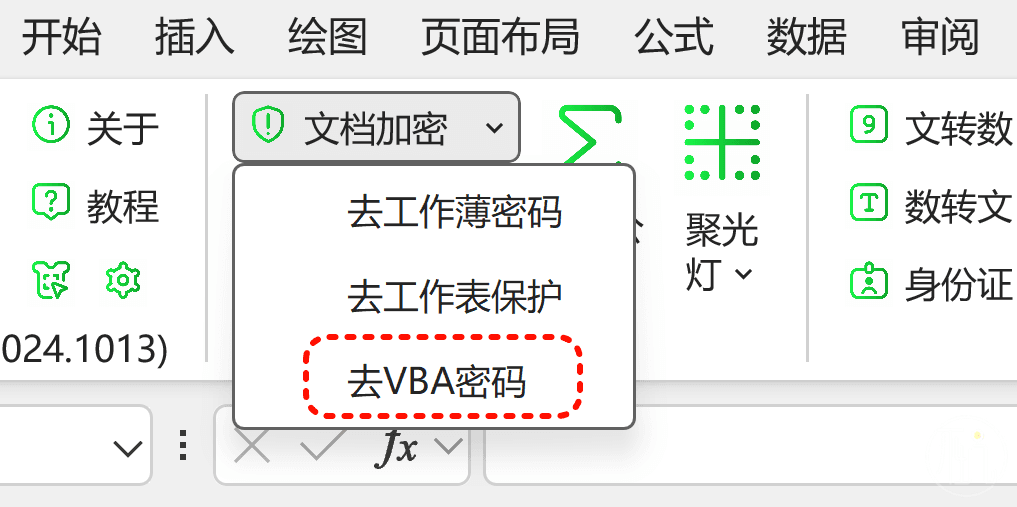 开始 插入 绘图 页面布局 公式 数据 审阅
关于 文档加密 文转数
教程 去工作薄密码 聚光灯 数转文
去工作表保护 身份证
024.1013)
去VBA密码
fx